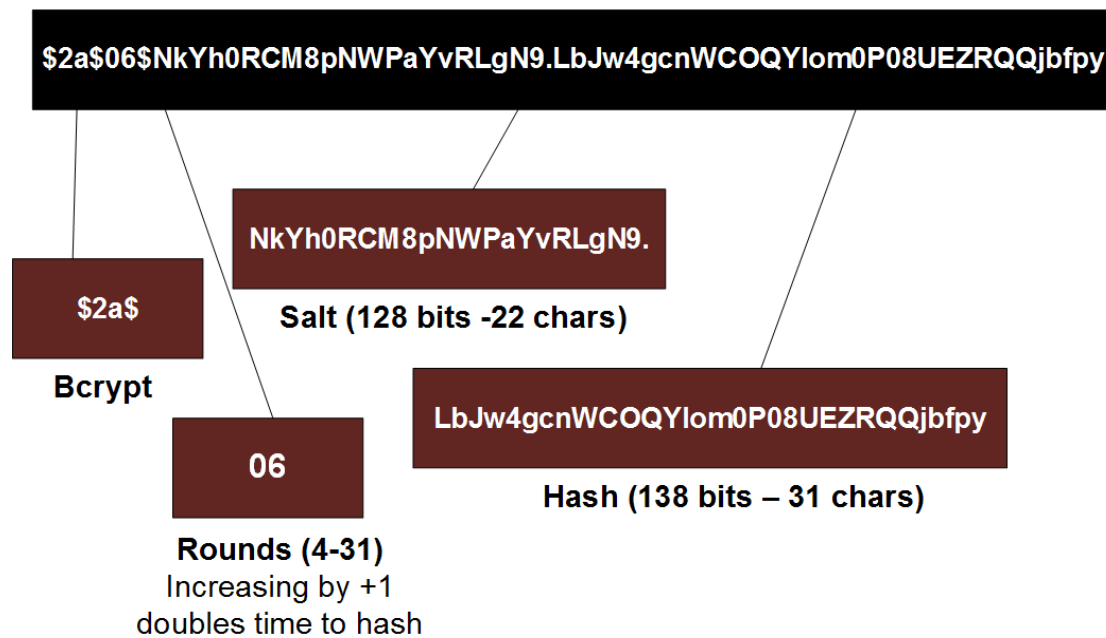 $2a$06$NkYh0RCM8pNWPaYvRLgN9.LbJw4gcnWCOQYIom0P08UEZRQQjbfpy
NkYh0RCM8pNWPaYvRLgN9.
Salt (128 bits -22 chars)
$2a$
Bcrypt
LbJw4gcnWCOQYIom0P08UEZRQQjbfpy
Hash (138 bits – 31 chars)
06
Rounds (4-31)
Increasing by +1
doubles time to hash